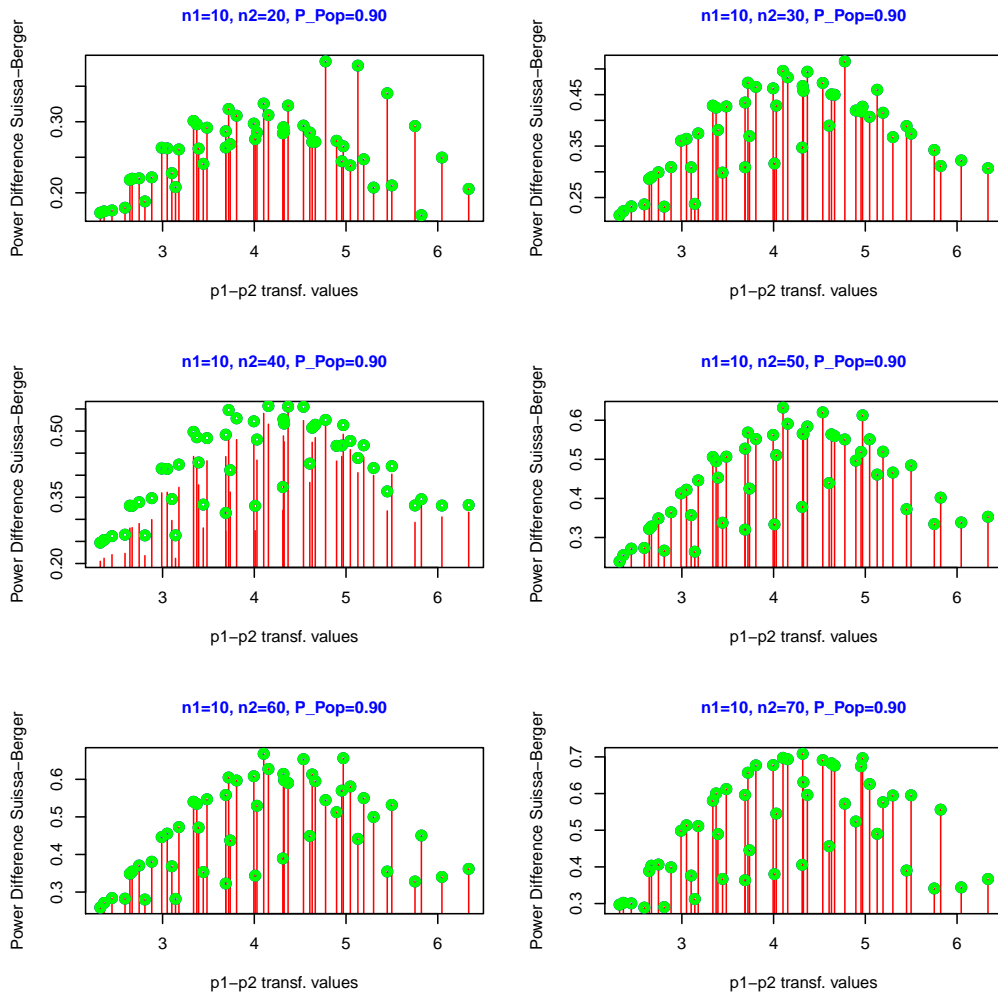 n1=10, n2=20, P_Pop=0.90
Power Difference Suissa−Berger
0.20
0.30
3
4
5
6
p1−p2 transf. values
n1=10, n2=30, P_Pop=0.90
Power Difference Suissa−Berger
0.25
0.35
0.45
3
4
5
6
p1−p2 transf. values
n1=10, n2=40, P_Pop=0.90
Power Difference Suissa−Berger
0.20
0.35
0.50
3
4
5
6
p1−p2 transf. values
n1=10, n2=50, P_Pop=0.90
Power Difference Suissa−Berger
0.3
0.4
0.5
0.6
3
4
5
6
p1−p2 transf. values
n1=10, n2=60, P_Pop=0.90
Power Difference Suissa−Berger
0.3
0.4
0.5
0.6
3
4
5
6
p1−p2 transf. values
n1=10, n2=70, P_Pop=0.90
Power Difference Suissa−Berger
0.3
0.4
0.5
0.6
0.7
3
4
5
6
p1−p2 transf. values